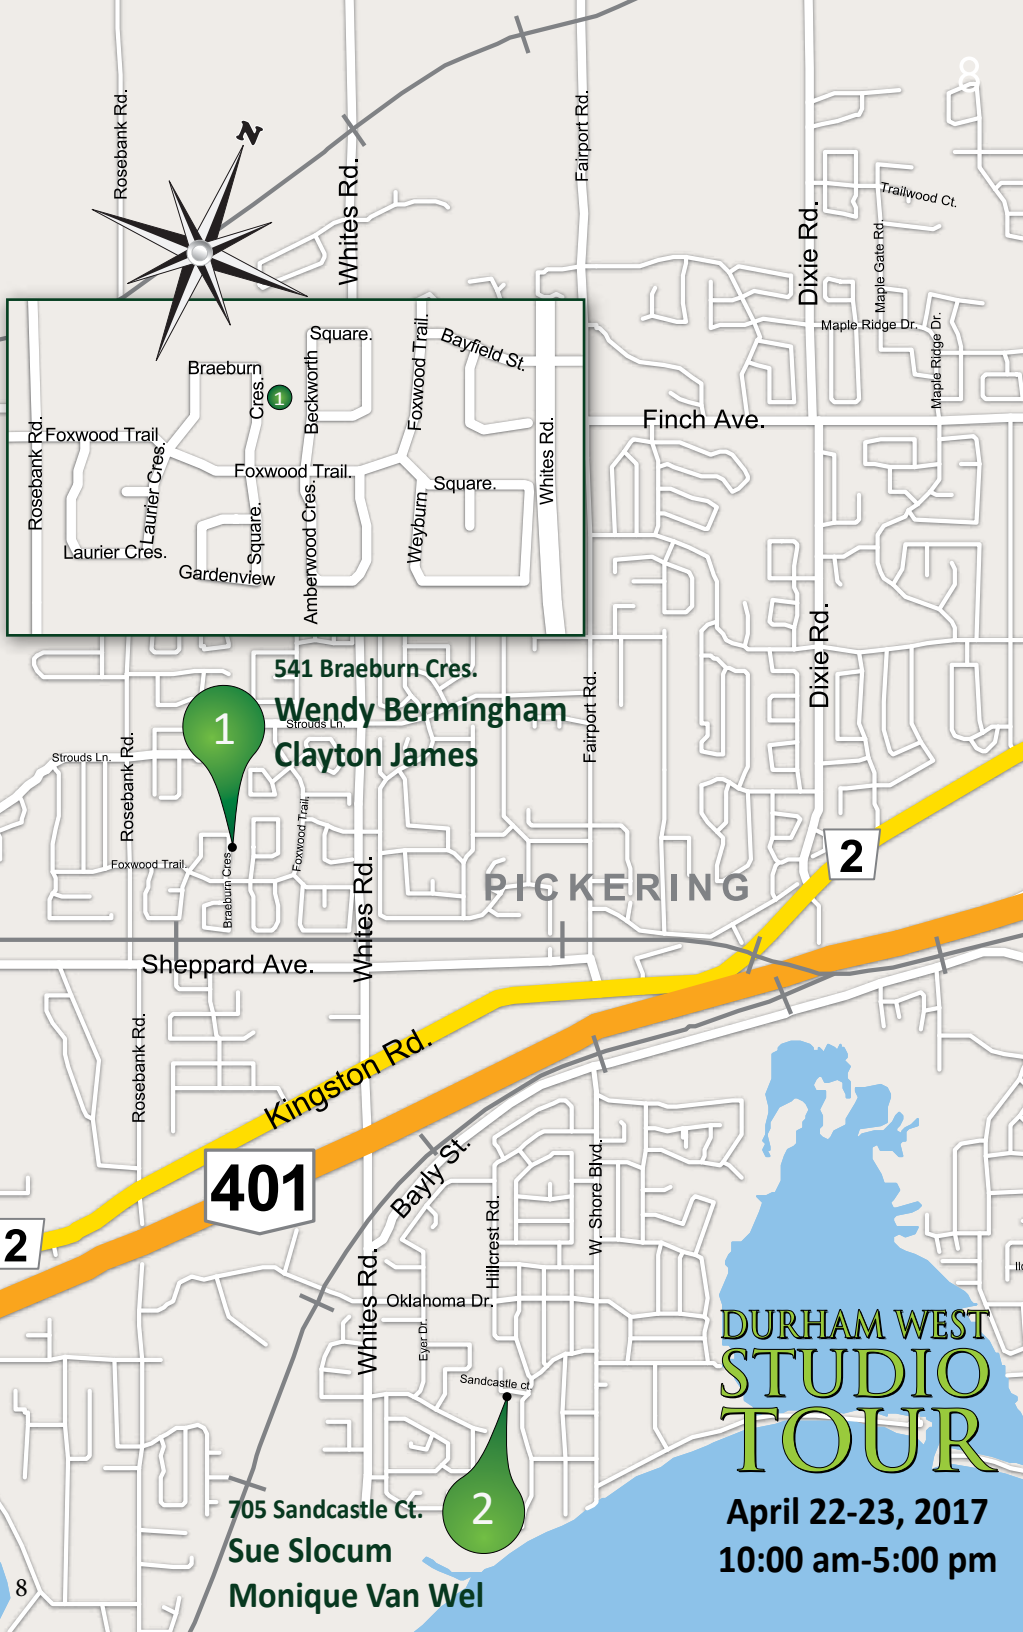 8
Rosebank Rd.
Whites Rd.
Fairport Rd.
Dixie Rd.
Trailwood Ct.
Maple Gate Rd.
Maple Ridge Dr.
Maple Ridge Dr.
N
Square.
Bayfield St.
Foxwood Trail.
Braeburn
Cres.
1
Beckworth
Rosebank Rd.
Foxwood Trail
Laurier Cres.
Foxwood Trail.
Square.
Whites Rd.
Weyburn
Amberwood Cres.
Square.
Laurier Cres.
Gardenview
Finch Ave.
Dixie Rd.
541 Braeburn Cres.
Wendy Bermingham
Clayton James
1
Strouds Ln.
Strouds Ln.
Rosebank Rd.
Fairport Rd.
Foxwood Trail.
Foxwood Trail.
Braeburn Cres.
Whites Rd.
2
PICKERING
Sheppard Ave.
Rosebank Rd.
Kingston Rd.
401
2
Bayly St.
W. Shore Blvd.
Hillcrest Rd.
Whites Rd.
Oklahoma Dr.
Eyer Dr.
Sandcastle ct.
DURHAM WEST
STUDIO
TOUR
April 22-23, 2017
10:00 am-5:00 pm
2
705 Sandcastle Ct.
Sue Slocum
Monique Van Wel
8